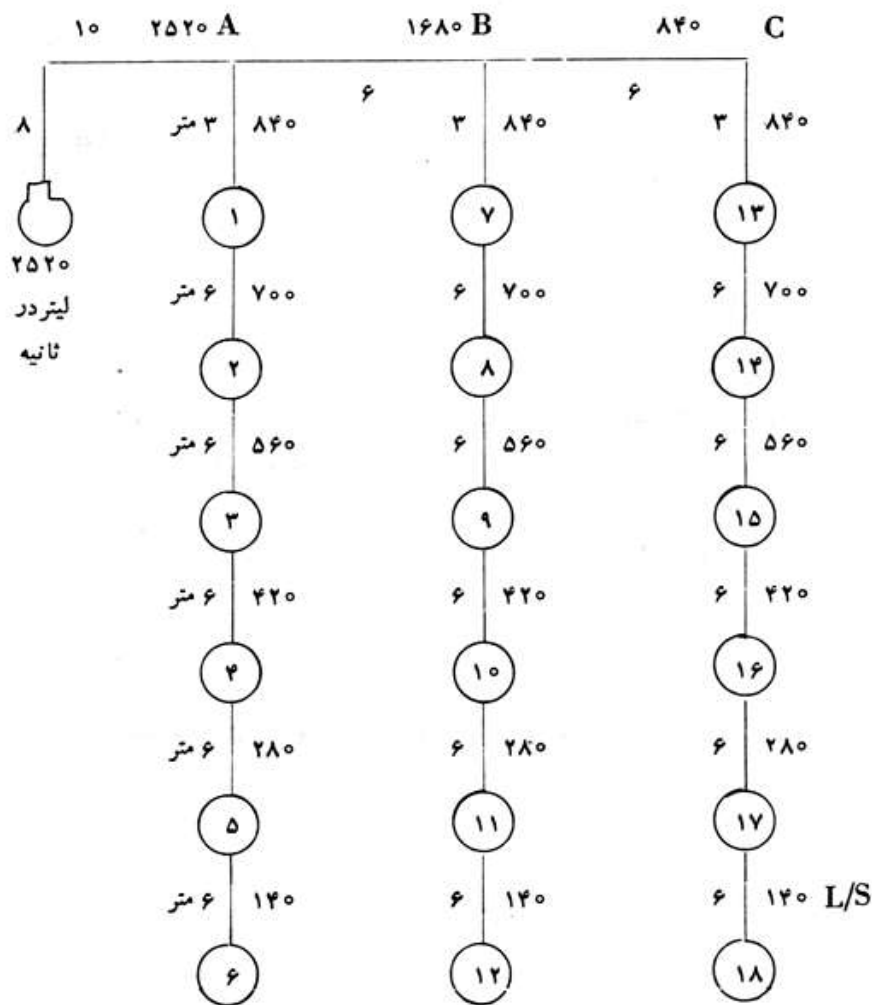 ۱۰ ۲۵۲۰ A ۱۶۸۰ B ۸۴۰ C
۶ ۶
۸ ۳ متر ۸۴۰ ۳ ۸۴۰ ۳ ۸۴۰
۱ ۷ ۱۳
۲۵۲۰
لیتر در
ثانیه
۶ متر ۷۰۰ ۶ ۷۰۰ ۶ ۷۰۰
۲ ۸ ۱۴
۶ متر ۵۶۰ ۶ ۵۶۰ ۶ ۵۶۰
۳ ۹ ۱۵
۶ متر ۴۲۰ ۶ ۴۲۰ ۶ ۴۲۰
۴ ۱۰ ۱۶
۶ متر ۲۸۰ ۶ ۲۸۰ ۶ ۲۸۰
۵ ۱۱ ۱۷
۶ متر ۱۴۰ ۶ ۱۴۰ ۶ ۱۴۰ L/S
۶ ۱۲ ۱۸